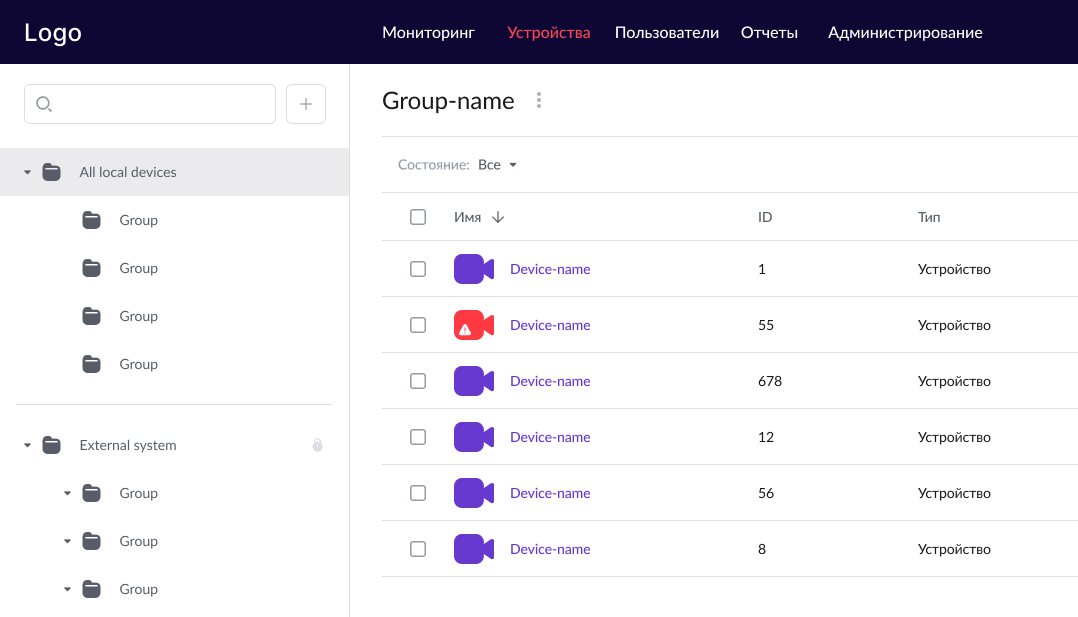 Logo
Мониторинг Устройства Пользователи Отчеты Администрирование
All local devices
Group
Group
Group
Group
External system
Group
Group
Group
Group-name
Состояние: Все
Имя ID Тип
Device-name 1 Устройство
Device-name 55 Устройство
Device-name 678 Устройство
Device-name 12 Устройство
Device-name 56 Устройство
Device-name 8 Устройство